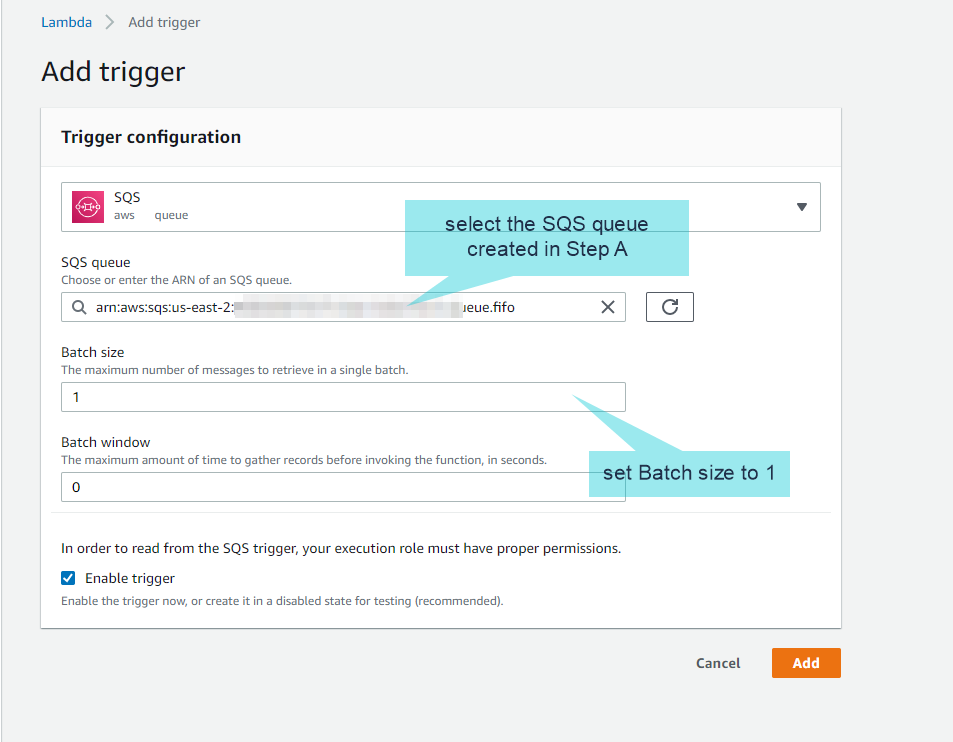 Lambda > Add trigger
Add trigger
Trigger configuration
SQS
aws queue
select the SQS queue
created in Step A
SQS queue
Choose or enter the ARN of an SQS queue.
arn:aws:sqs:us-east-2: ueue.fifo
Batch size
The maximum number of messages to retrieve in a single batch.
1
Batch window
The maximum amount of time to gather records before invoking the function, in seconds.
set Batch size to 1
0
In order to read from the SQS trigger, your execution role must have proper permissions.
Enable trigger
Enable the trigger now, or create it in a disabled state for testing (recommended).
Cancel Add